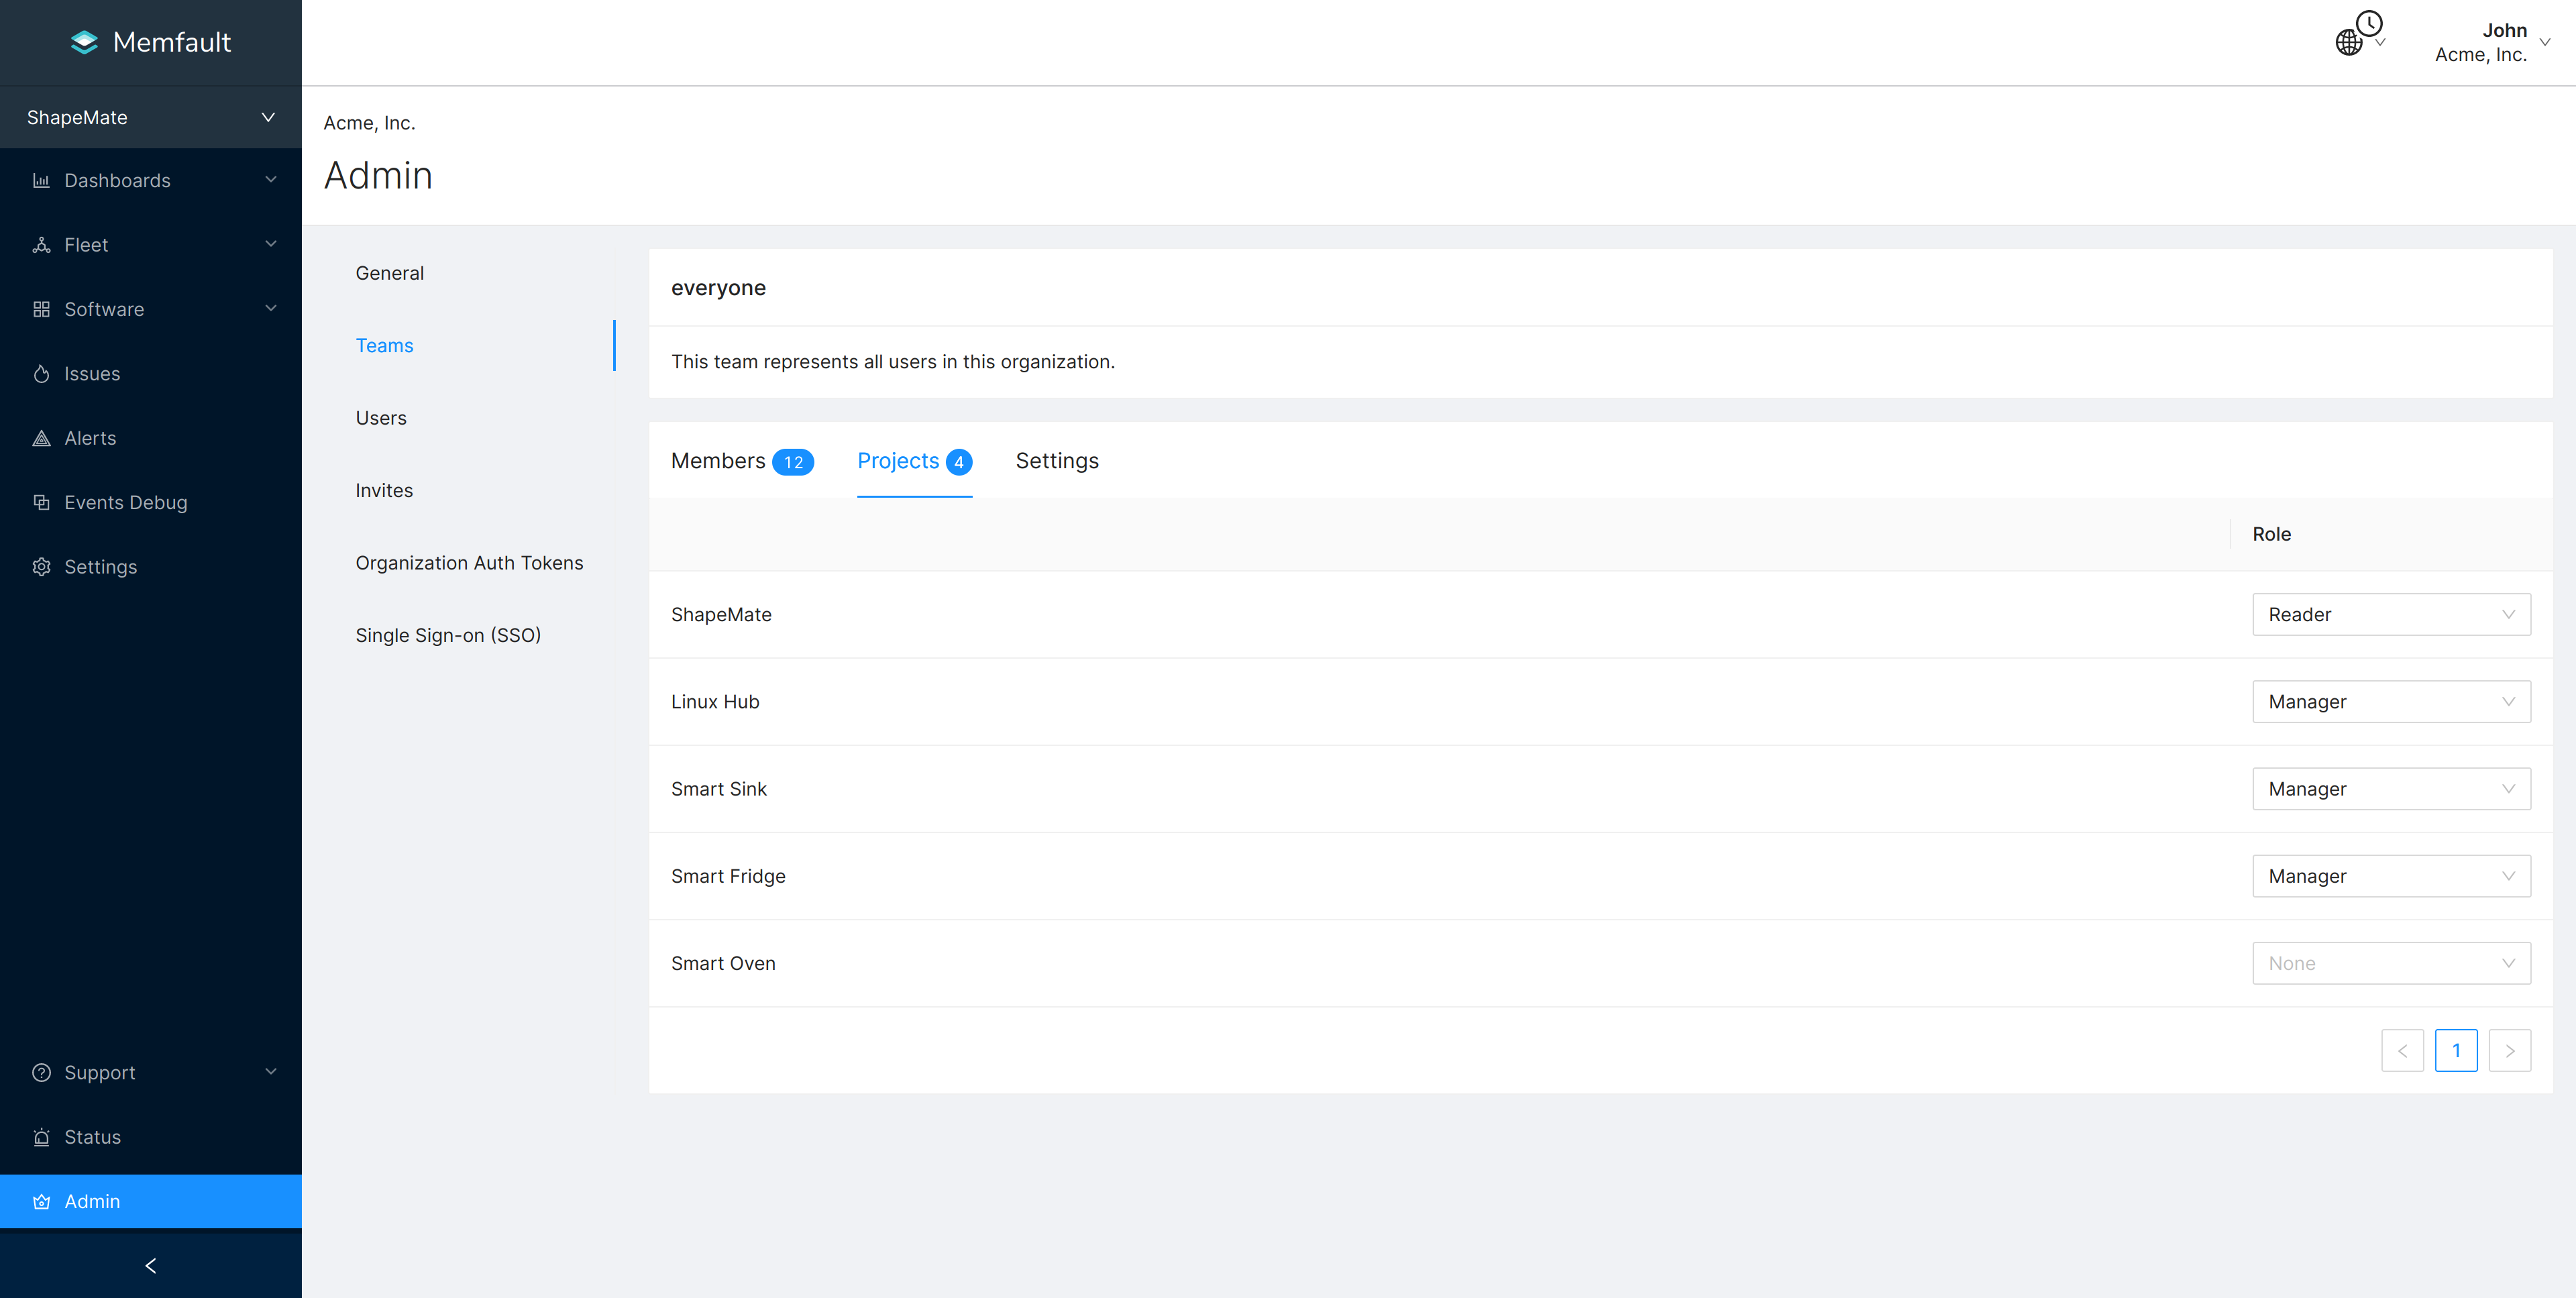 Memfault
John
Acme, Inc.
ShapeMate
Dashboards
Fleet
Software
Issues
Alerts
Events Debug
Settings
Support
Status
Admin
Acme, Inc.
Admin
General
Teams
Users
Invites
Organization Auth Tokens
Single Sign-on (SSO)
everyone
This team represents all users in this organization.
Members 12 Projects 4 Settings
Role
ShapeMate Reader
Linux Hub Manager
Smart Sink Manager
Smart Fridge Manager
Smart Oven None
1